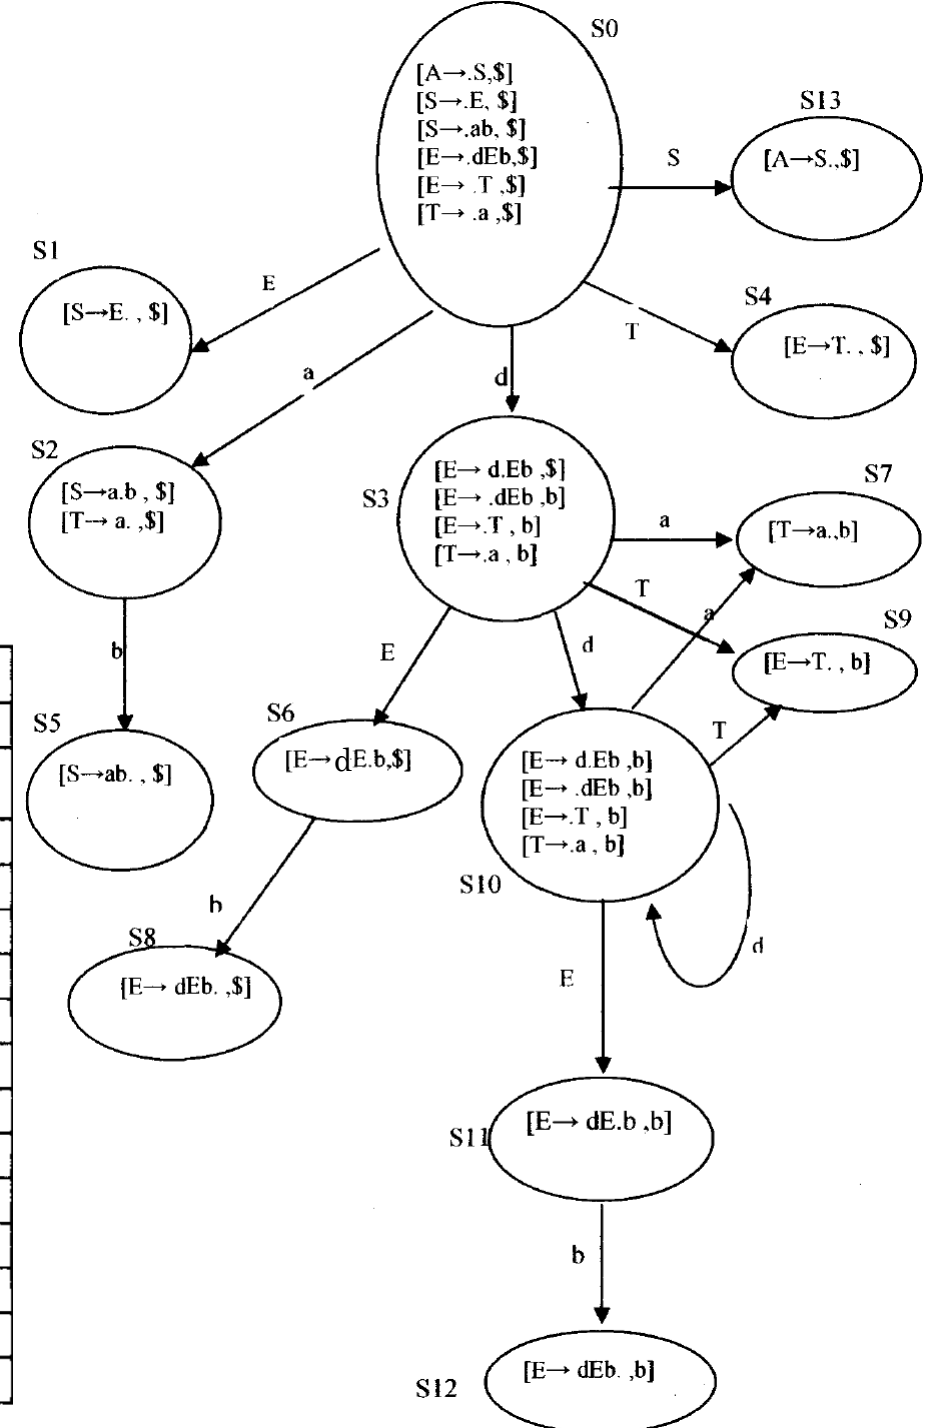 S0
[A→.S,$]
[S→.E, $]
[S→.ab, $]
[E→.dEb,$]
[E→ .T ,$]
[T→ .a ,$]
S
S13
[A→S.,$]
S1
[S→E. , $]
E
a
d
T
S4
[E→T. , $]
S2
[S→a.b , $]
[T→ a. ,$]
b
S5
[S→ab. , $]
S3
[E→ d.Eb ,$]
[E→ .dEb ,b]
[E→.T , b]
[T→.a , b]
a
S7
[T→a.,b]
T
a
S9
[E→T. , b]
E
d
T
S6
[E→dE.b,$]
b
S8
[E→ dEb. ,$]
[E→ d.Eb ,b]
[E→ .dEb ,b]
[E→.T , b]
[T→.a , b]
S10
d
E
S11
[E→ dE.b ,b]
b
S12
[E→ dEb. ,b]